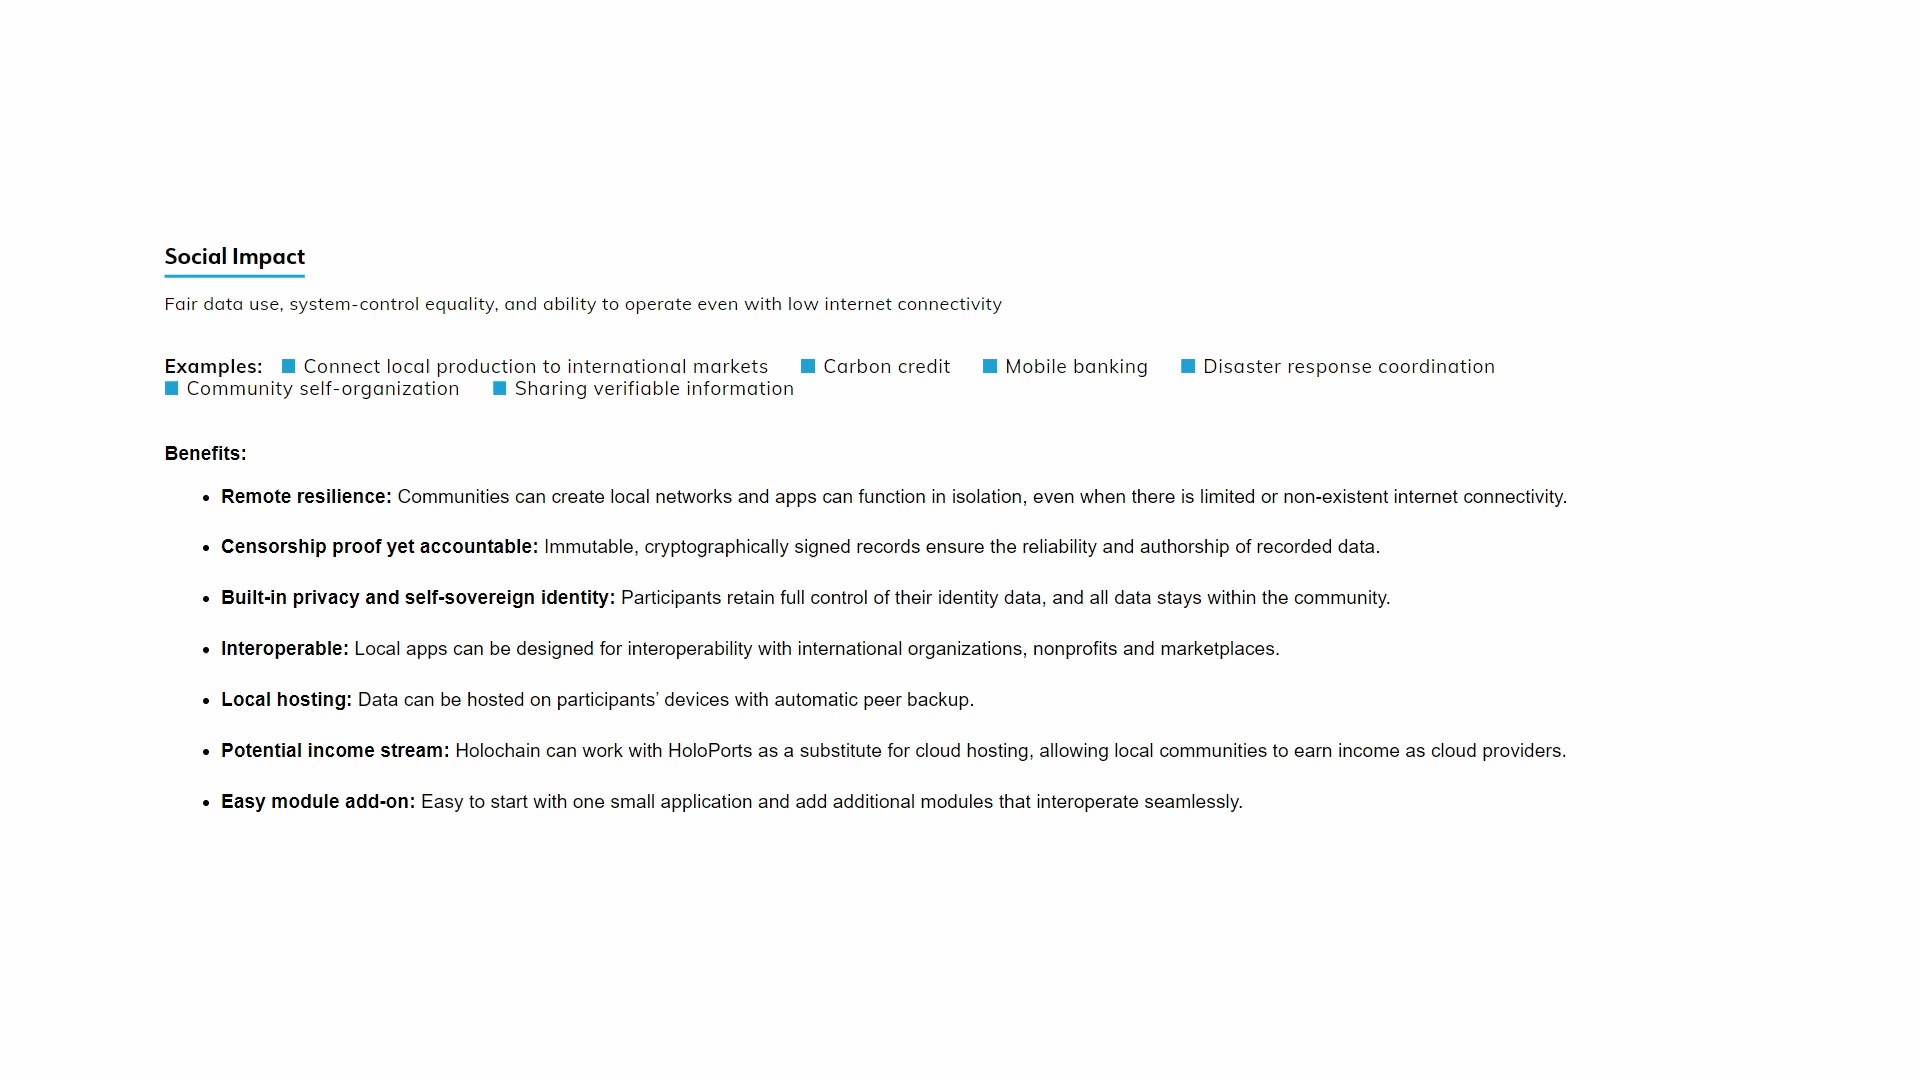 Social Impact
Fair data use, system-control equality, and ability to operate even with low internet connectivity
Examples: Connect local production to international markets Carbon credit Mobile banking Disaster response coordination
Community self-organization Sharing verifiable information
Benefits:
Remote resilience: Communities can create local networks and apps can function in isolation, even when there is limited or non-existent internet connectivity.
Censorship proof yet accountable: Immutable, cryptographically signed records ensure the reliability and authorship of recorded data.
Built-in privacy and self-sovereign identity: Participants retain full control of their identity data, and all data stays within the community.
Interoperable: Local apps can be designed for interoperability with international organizations, nonprofits and marketplaces.
Local hosting: Data can be hosted on participants’ devices with automatic peer backup.
Potential income stream: Holochain can work with HoloPorts as a substitute for cloud hosting, allowing local communities to earn income as cloud providers.
Easy module add-on: Easy to start with one small application and add additional modules that interoperate seamlessly.